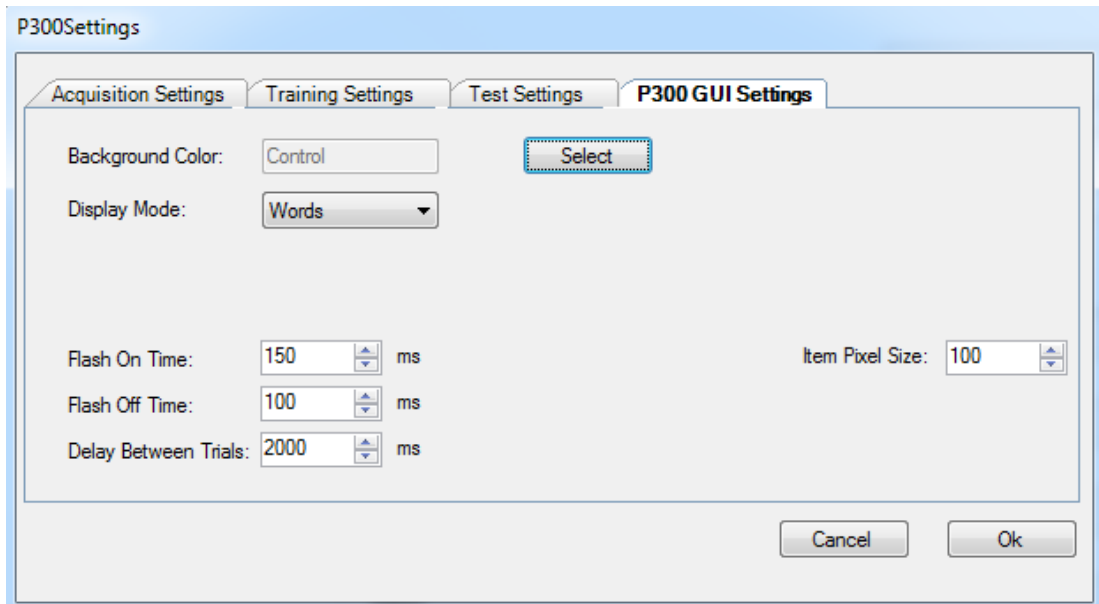 P300Settings
Acquisition Settings Training Settings Test Settings P300 GUI Settings
Background Color: Control Select
Display Mode: Words
Flash On Time: 150 ms Item Pixel Size: 100
Flash Off Time: 100 ms
Delay Between Trials: 2000 ms
Cancel Ok